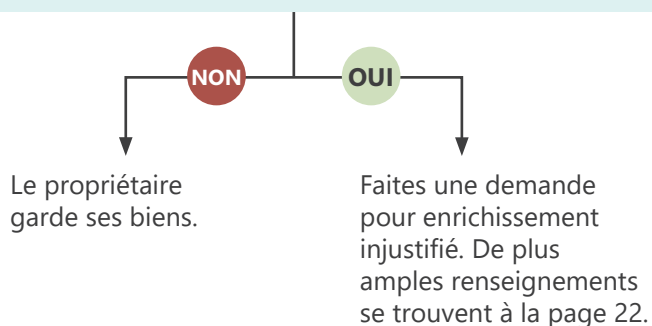 NON
OUI
Le propriétaire
garde ses biens.
Faites une demande
pour enrichissement
injustifié. De plus
amples renseignements
se trouvent à la page 22.